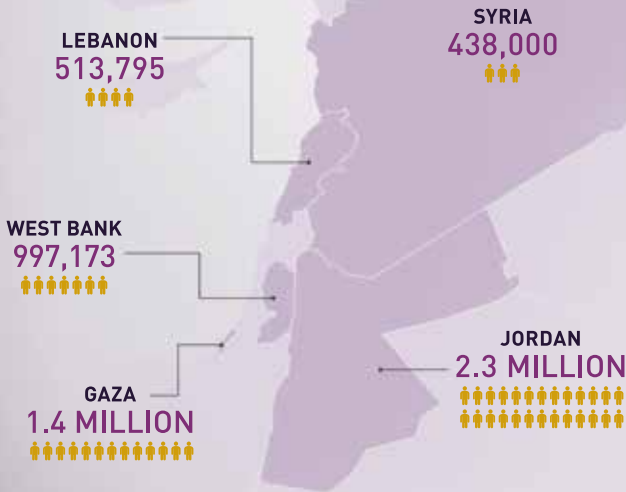 SYRIA
438,000
LEBANON
513,795
WEST BANK
997,173
JORDAN
2.3 MILLION
GAZA
1.4 MILLION